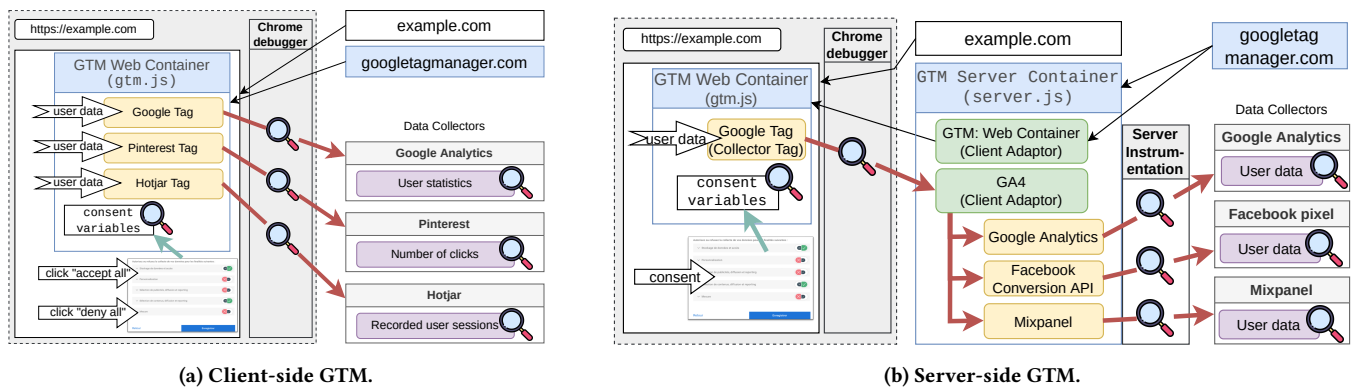 https://example.com
Chrome
debugger
example.com
googletagmanager.com
GTM Web Container
(gtm.js)
user data
Google Tag
user data
Pinterest Tag
user data
Hotjar Tag
consent
variables
click "accept all"
click "deny all"
Data Collectors
Google Analytics
User statistics
Pinterest
Number of clicks
Hotjar
Recorded user sessions
(a) Client-side GTM.
https://example.com
Chrome
debugger
example.com
googletag
manager.com
GTM Web Container
(gtm.js)
user data
Google Tag
(Collector Tag)
consent
variables
consent
GTM Server Container
(server.js)
GTM: Web Container
(Client Adaptor)
GA4
(Client Adaptor)
Google Analytics
Facebook
Conversion API
Mixpanel
Server
Instrum-
entation
Data Collectors
Google Analytics
User data
Facebook pixel
User data
Mixpanel
User data
(b) Server-side GTM.